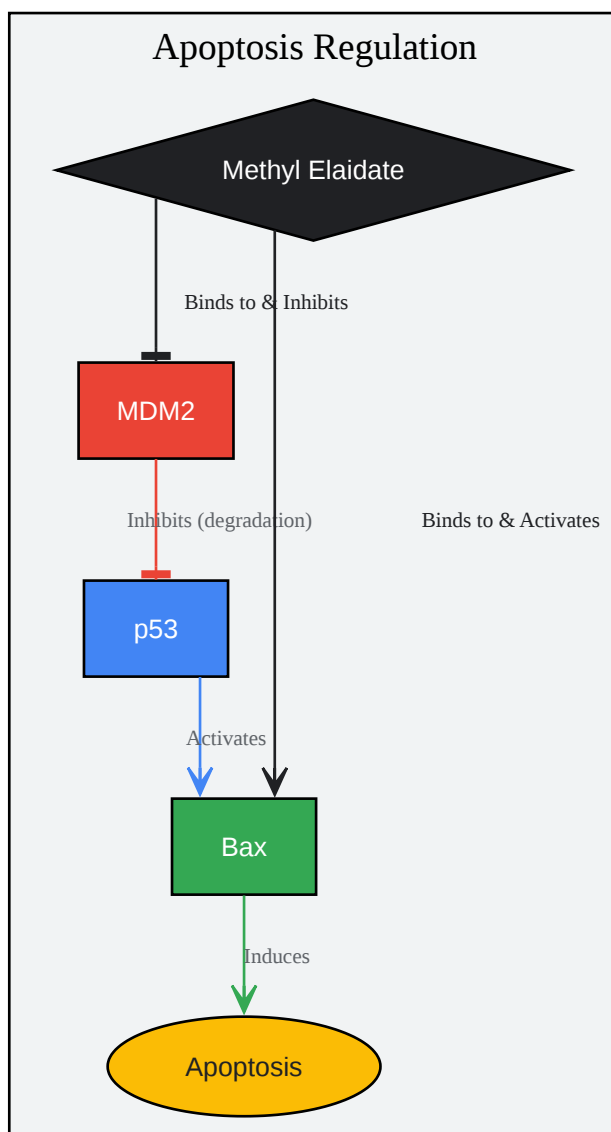 Apoptosis Regulation
Methyl Elaidate
Binds to & Inhibits
MDM2
Inhibits (degradation)
Binds to & Activates
p53
Activates
Bax
Induces
Apoptosis